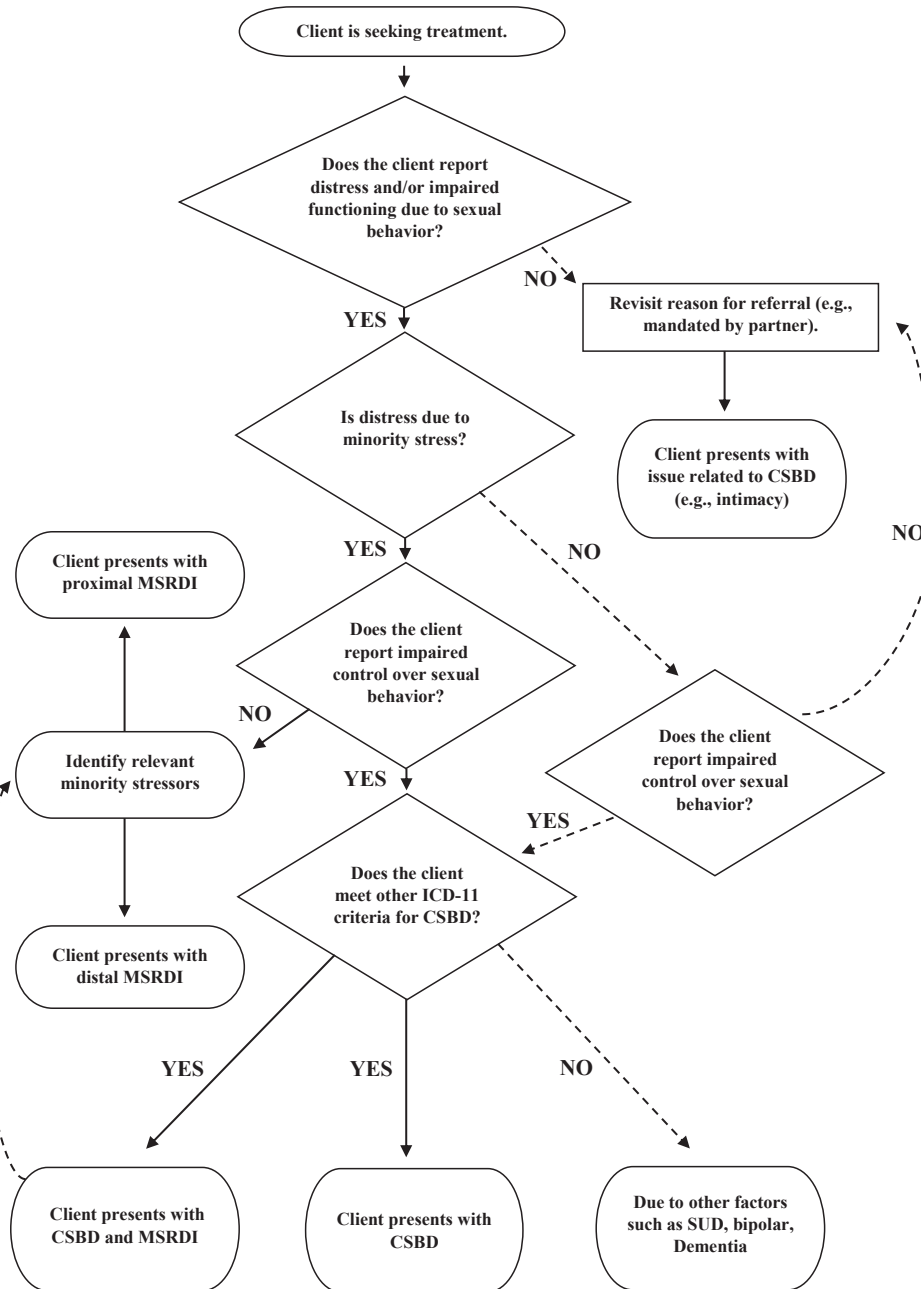 Client is seeking treatment.
Does the client report
distress and/or impaired
functioning due to sexual
behavior?
NO
Revisit reason for referral (e.g.,
mandated by partner).
YES
Is distress due to
minority stress?
Client presents with
issue related to CSBD
(e.g., intimacy)
NO
YES
NO
Client presents with
proximal MSRDI
Does the client
report impaired
control over sexual
behavior?
NO
Identify relevant
minority stressors
Does the client
report impaired
control over sexual
behavior?
YES
YES
Does the client
meet other ICD-11
criteria for CSBD?
Client presents with
distal MSRDI
YES
YES
NO
Client presents with
CSBD and MSRDI
Client presents with
CSBD
Due to other factors
such as SUD, bipolar,
Dementia